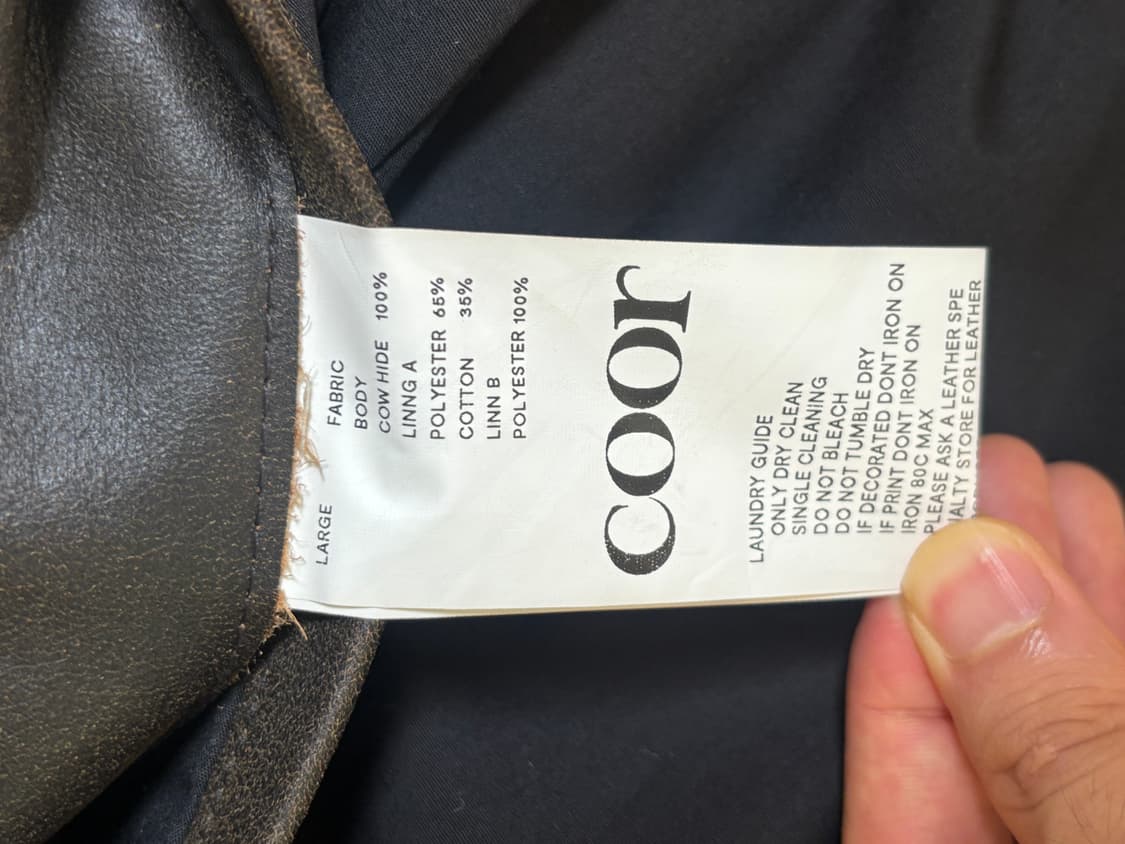 LARGE
FABRIC
BODY
COW HIDE 100%
LINNG A
POLYESTER 65%
COTTON 35%
LINN B
POLYESTER 100%
coor
LAUNDRY GUIDE
ONLY DRY CLEAN
SINGLE CLEANING
DO NOT BLEACH
DO NOT TUMBLE DRY
IF DECORATED DONT IRON ON
IF PRINT DONT IRON ON
IRON 80C MAX
PLEASE ASK A LEATHER SPE
ALTY STORE FOR LEATHER